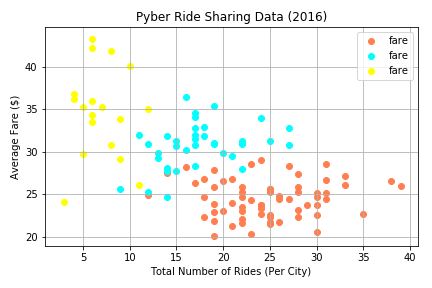 Pyber Ride Sharing Data (2016)
fare
fare
fare
Average Fare ($)
40
35
30
25
20
5 10 15 20 25 30 35 40
Total Number of Rides (Per City)